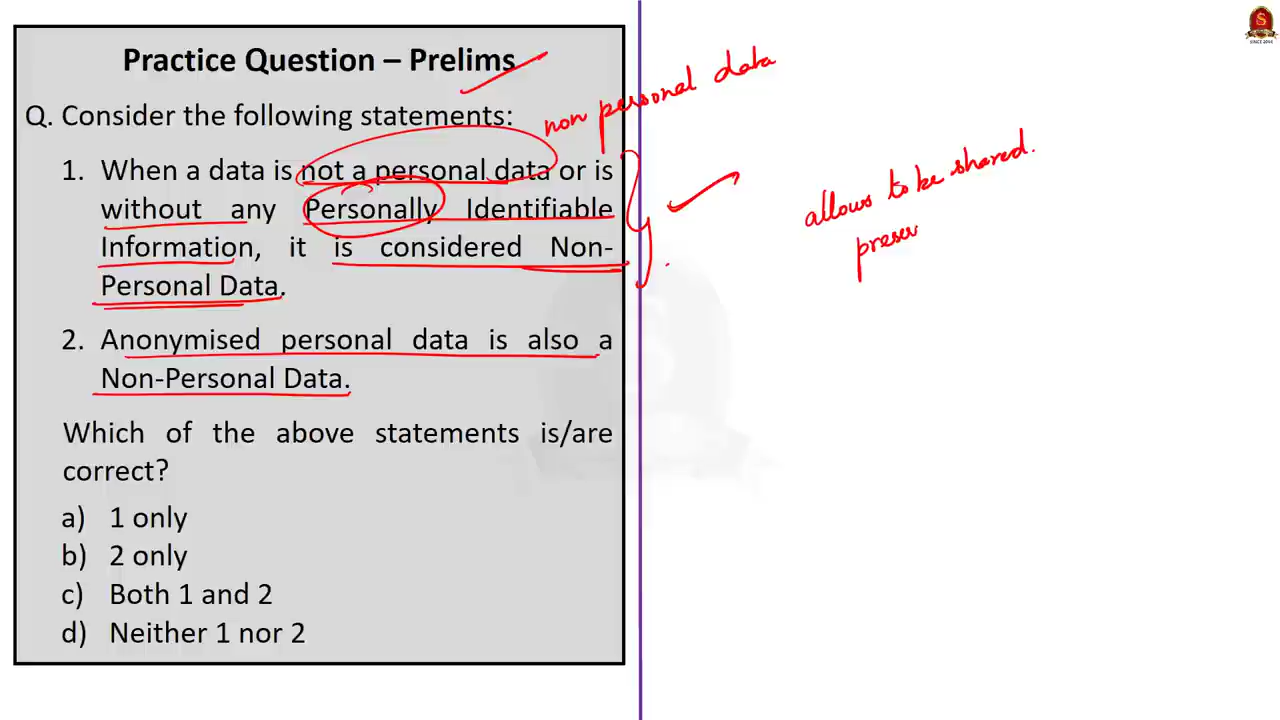 Practice Question – Prelims
Q. Consider the following statements:
non personal data
1. When a data is not a personal data or is
without any Personally Identifiable
Information, it is considered Non-
Personal Data.
2. Anonymised personal data is also a
Non-Personal Data.
Which of the above statements is/are
correct?
a) 1 only
b) 2 only
c) Both 1 and 2
d) Neither 1 nor 2
allows to be shared.
preser
S
SINCE 2004